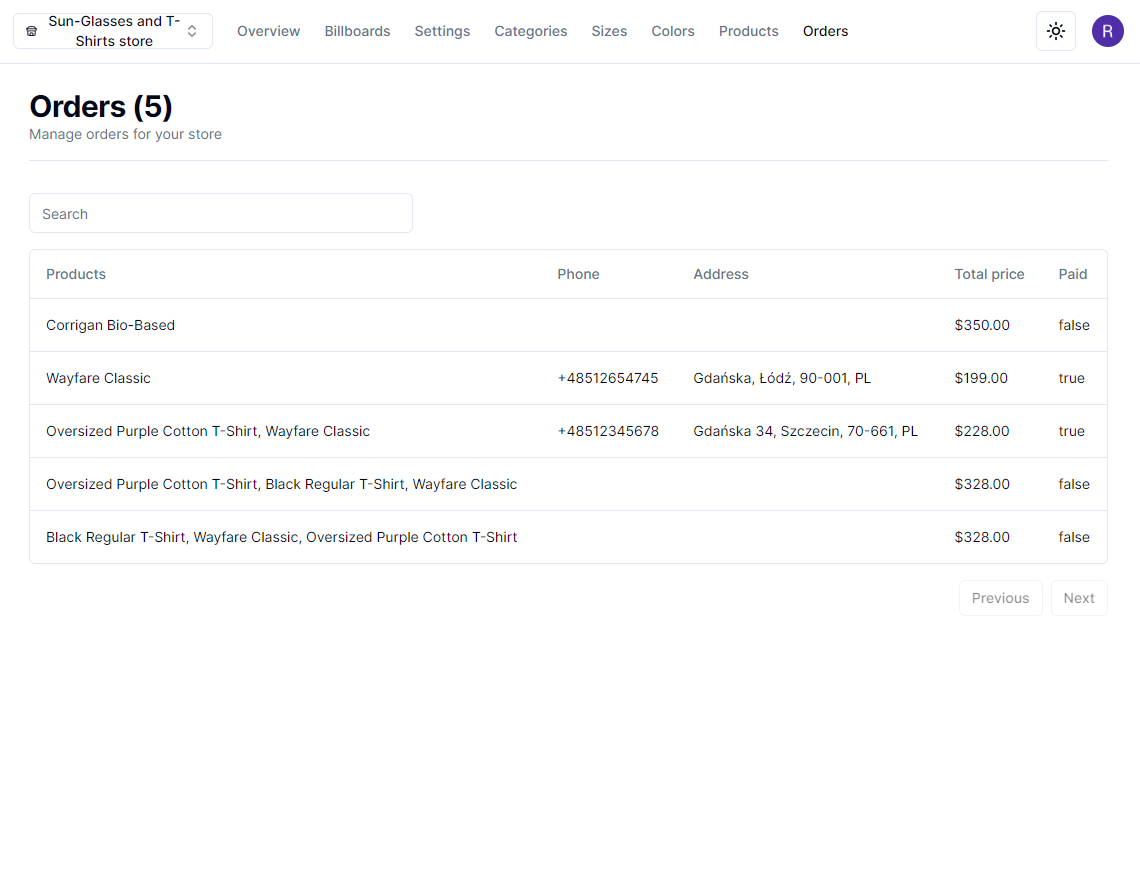 Sun-Glasses and T-
Shirts store
Overview Billboards Settings Categories Sizes Colors Products Orders
R
Orders (5)
Manage orders for your store
Search
Products Phone Address Total price Paid
Corrigan Bio-Based $350.00 false
Wayfare Classic +48512654745 Gdańska, Łódź, 90-001, PL $199.00 true
Oversized Purple Cotton T-Shirt, Wayfare Classic +48512345678 Gdańska 34, Szczecin, 70-661, PL $228.00 true
Oversized Purple Cotton T-Shirt, Black Regular T-Shirt, Wayfare Classic $328.00 false
Black Regular T-Shirt, Wayfare Classic, Oversized Purple Cotton T-Shirt $328.00 false
Previous Next